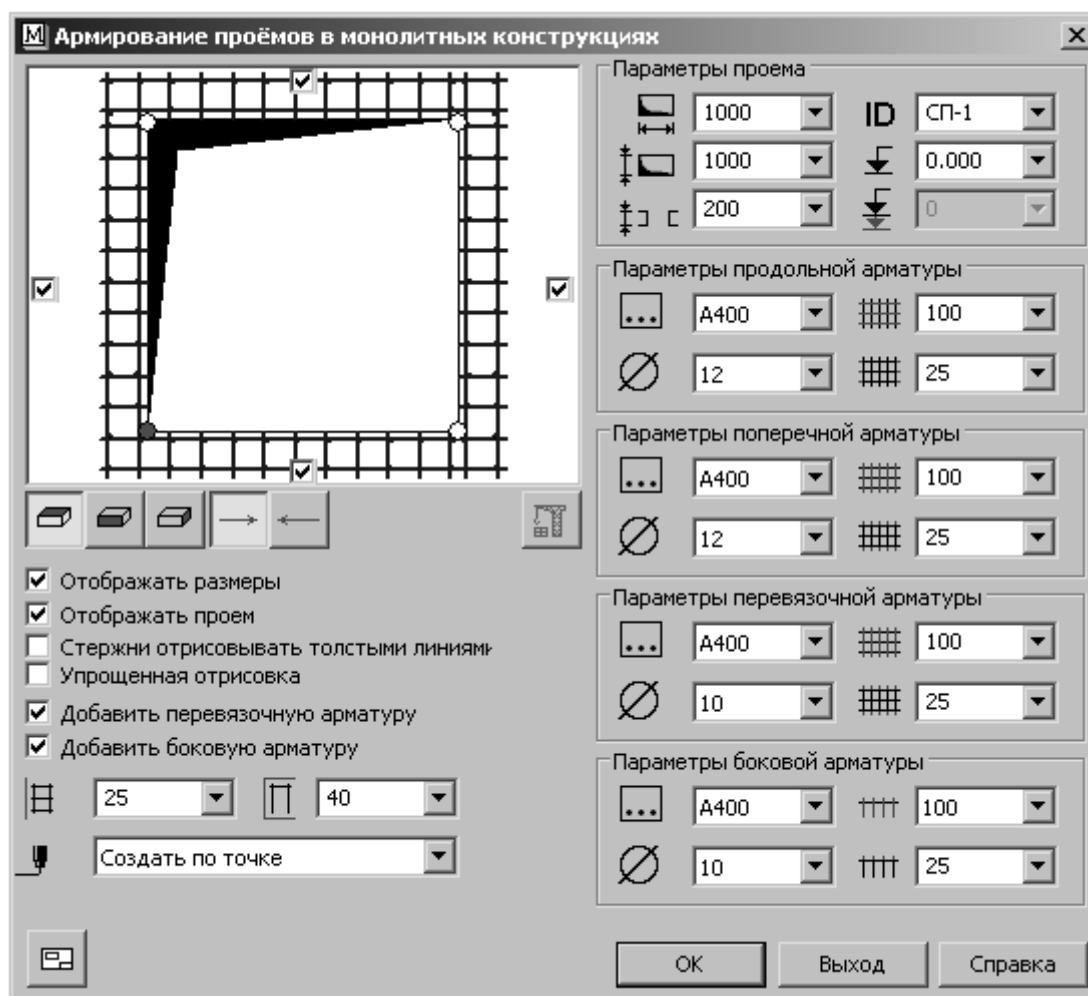 M Армирование проёмов в монолитных конструкциях
Параметры проема
1000
ID
СП-1
1000
0.000
200
0
Параметры продольной арматуры
А400
100
12
25
Параметры поперечной арматуры
А400
100
12
25
Отображать размеры
Отображать проем
Стержни отрисовывать толстыми линиями
Упрощенная отрисовка
Добавить перевязочную арматуру
Добавить боковую арматуру
25
40
Создать по точке
Параметры перевязочной арматуры
А400
100
10
25
Параметры боковой арматуры
А400
100
10
25
ОК
Выход
Справка